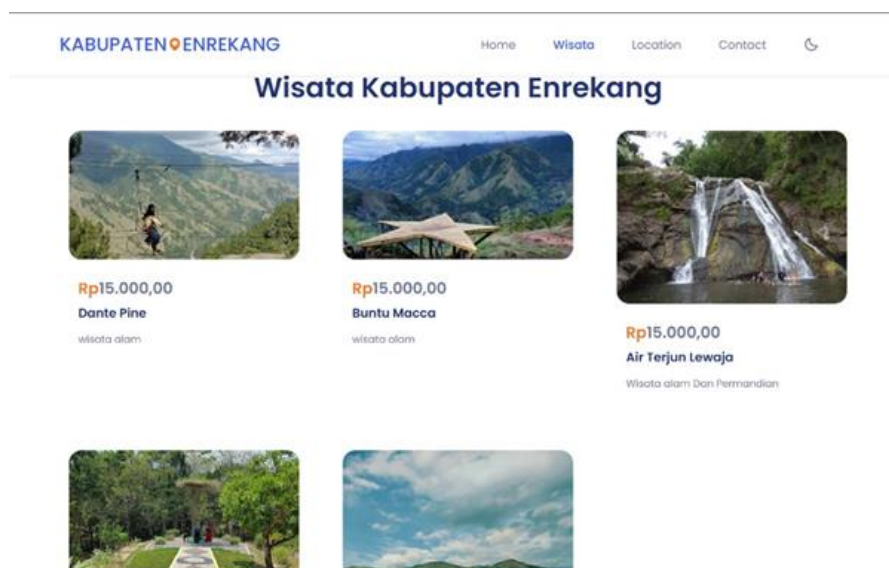 KABUPATEN ENREKANG
Home Wisata Location Contact
Wisata Kabupaten Enrekang
Rp15.000,00
Dante Pine
wisata alam
Rp15.000,00
Buntu Macca
wisata alam
Rp15.000,00
Air Terjun Lewaja
Wisata alam Dan Permandian